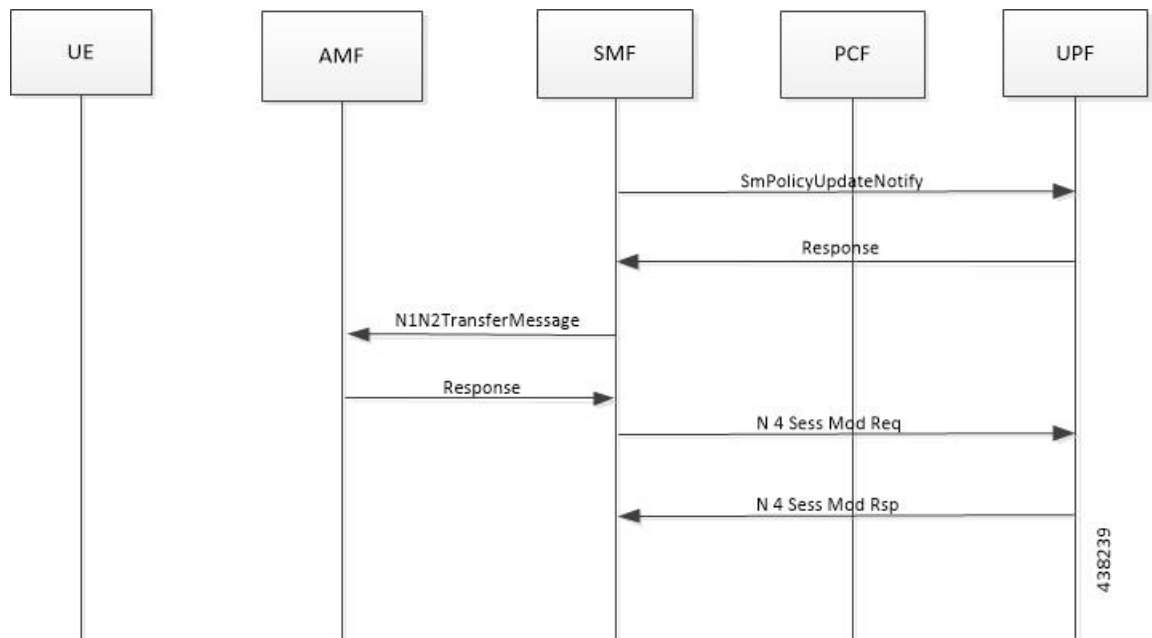 UE
AMF
SMF
PCF
UPF
SmPolicyUpdateNotify
Response
N1N2TransferMessage
Response
N 4 Sess Mod Req
N 4 Sess Mod Rsp
438239